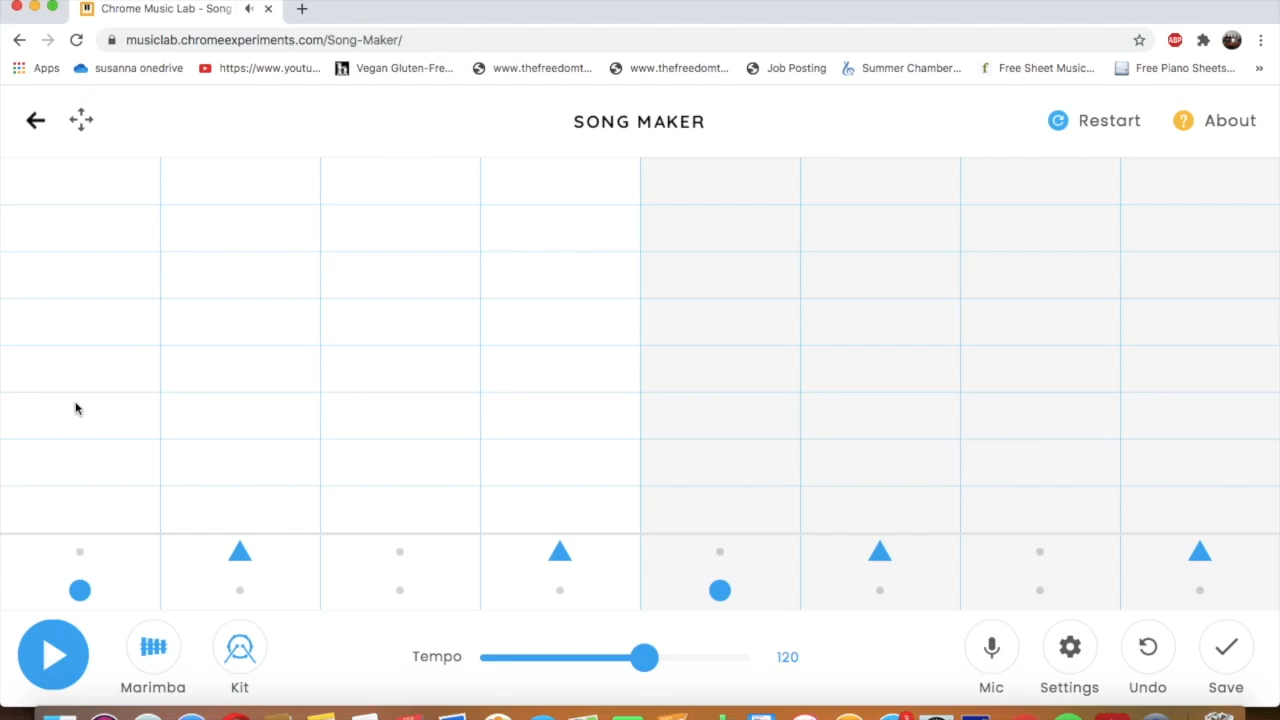 Chrome Music Lab - Song
musiclab.chromeexperiments.com/Song-Maker/
ABP
Apps susanna onedrive https://www.youtu... Vegan Gluten-Fre... www.thefreedomt... www.thefreedomt... Job Posting Summer Chamber... Free Sheet Music... Free Piano Sheets... »
SONG MAKER
Restart
? About
Tempo 120
Marimba Kit Mic Settings Undo Save